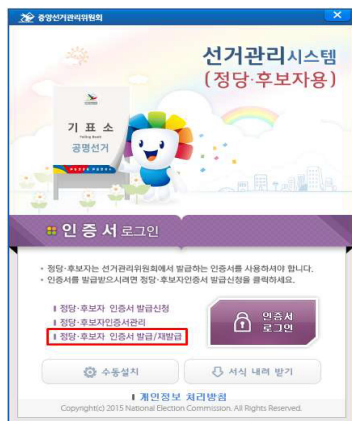 중앙선거관리위원회
선거관리시스템
(정당·후보자용)
기 표 소
Polling Booth
공명선거
인증서 로그인
• 정당·후보자는 선거관리위원회에서 발급하는 인증서를 사용하셔야 합니다.
• 인증서를 발급받으시려면 정당·후보자인증서 발급신청을 클릭하세요.
정당·후보자 인증서 발급신청
정당·후보자인증서관리
정당·후보자 인증서 발급/재발급
인증서
로그인
수동설치
서식 내려 받기
개인정보 처리방침
Copyright(c) 2015 National Election Commission. All Rights Reserved.